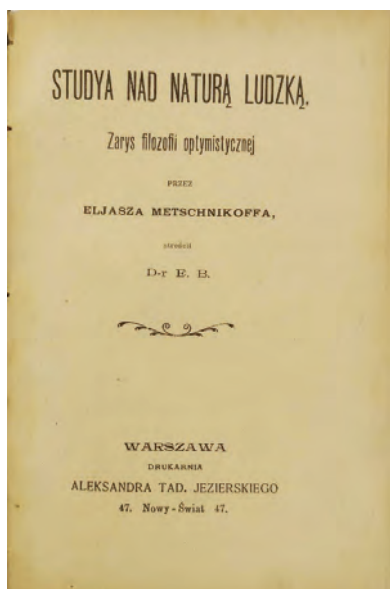 STUDYA NAD NATURĄ LUDZKĄ.
Zarys filozofii optymistycznej
PRZEZ
ELJASZA METSCHNIKOFFA,
streścił
D-r E. B.
WARSZAWA
DRUKARNIA
ALEKSANDRA TAD. JEZIERSKIEGO
47. Nowy-Świat 47.